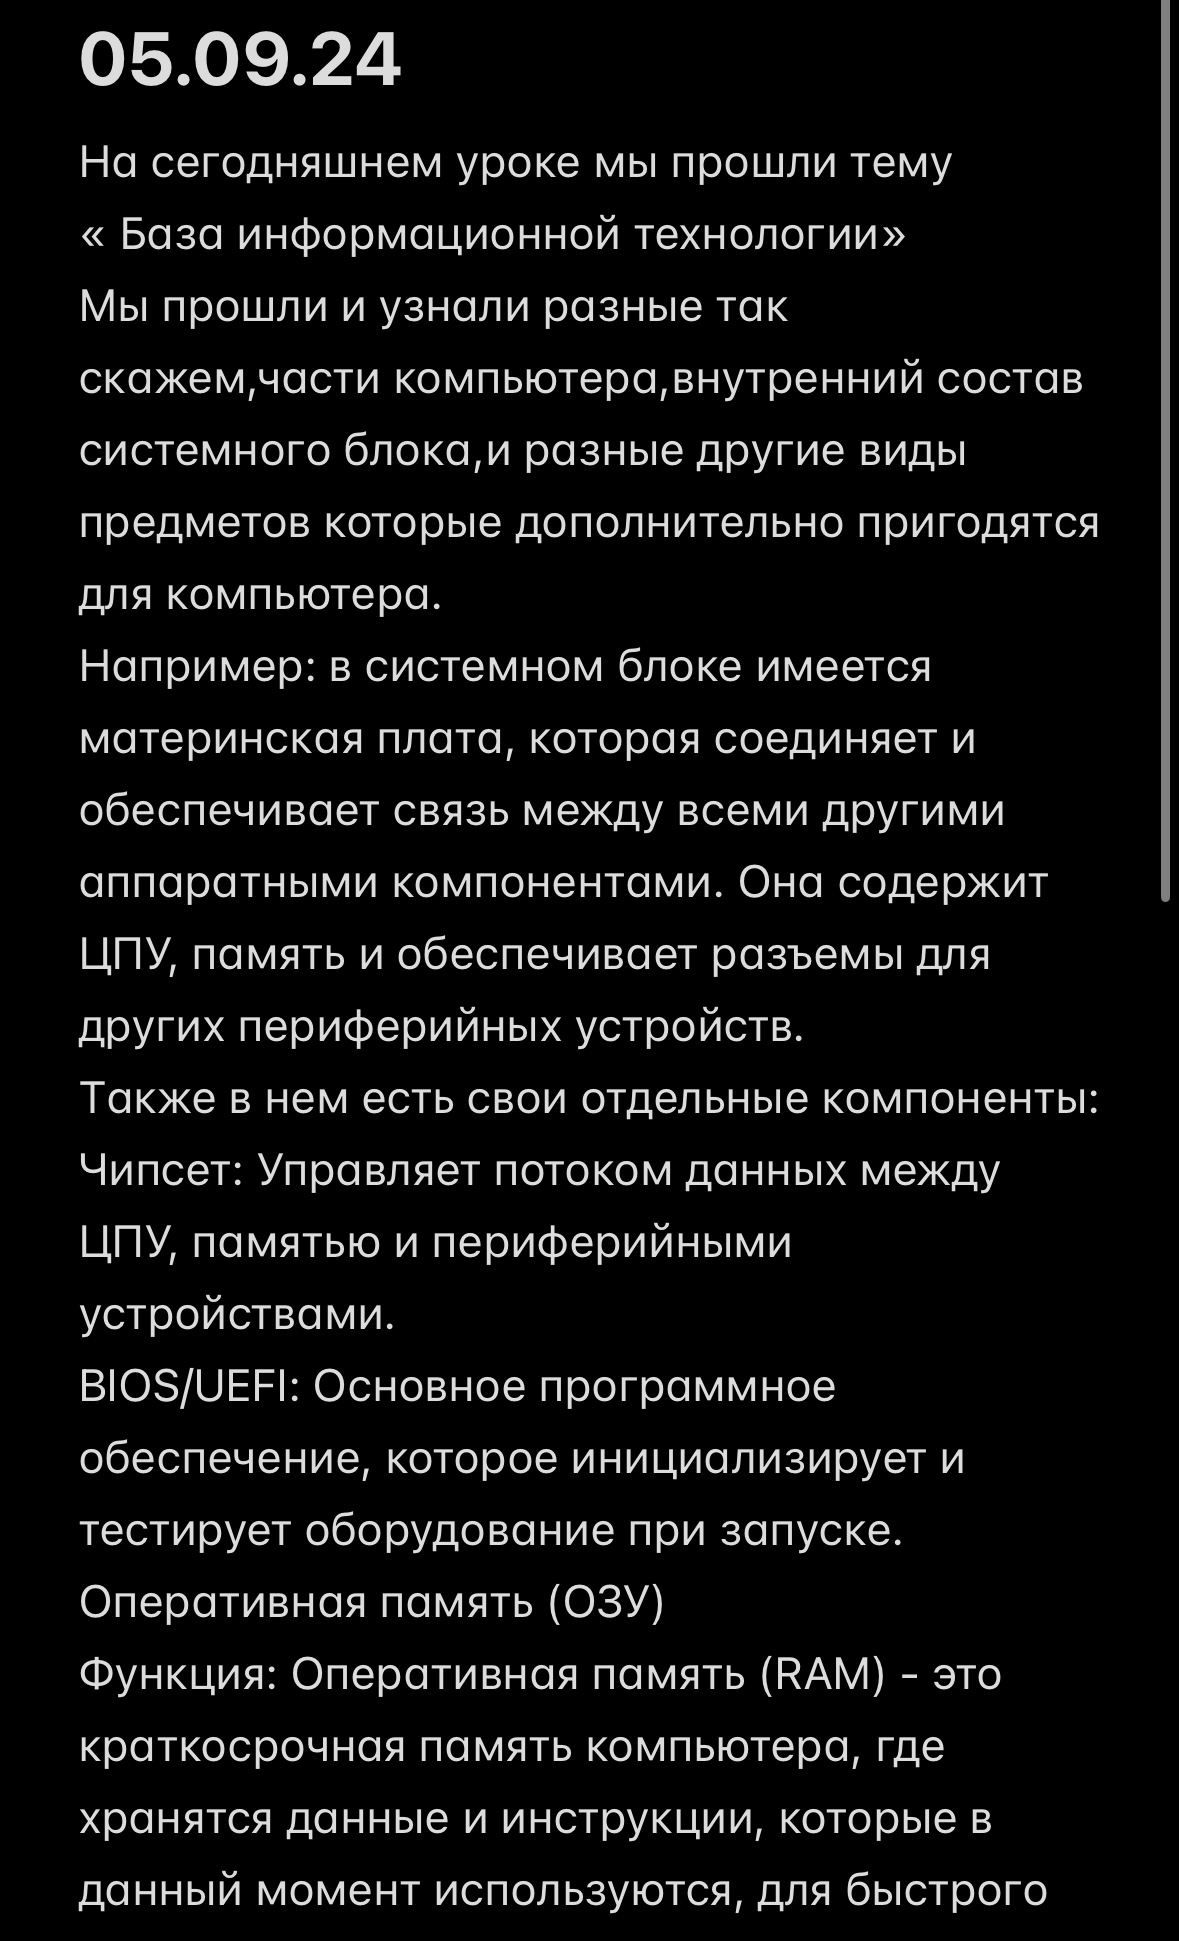 05.09.24
На сегодняшнем уроке мы прошли тему
« База информационной технологии»
Мы прошли и узнали разные так
скажем,части компьютера,внутренний состав
системного блока,и разные другие виды
предметов которые дополнительно пригодятся
для компьютера.
Например: в системном блоке имеется
материнская плата, которая соединяет и
обеспечивает связь между всеми другими
аппаратными компонентами. Она содержит
ЦПУ, память и обеспечивает разъемы для
других периферийных устройств.
Также в нем есть свои отдельные компоненты:
Чипсет: Управляет потоком данных между
ЦПУ, памятью и периферийными
устройствами.
BIOS/UEFI: Основное программное
обеспечение, которое инициализирует и
тестирует оборудование при запуске.
Оперативная память (ОЗУ)
Функция: Оперативная память (RAM) - это
краткосрочная память компьютера, где
хранятся данные и инструкции, которые в
данный момент используются, для быстрого